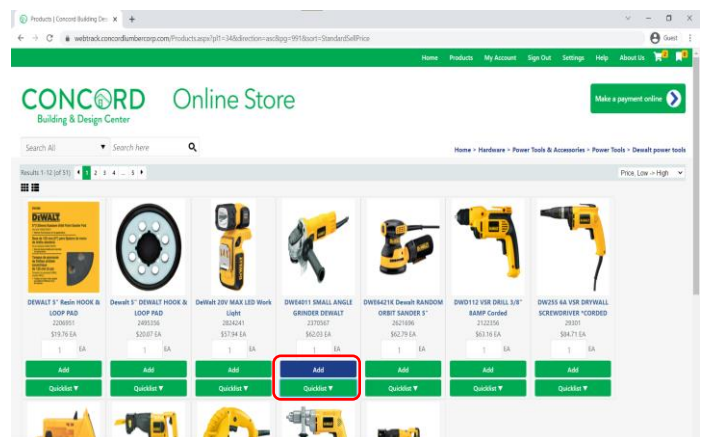 Products | Concord Building Des
webtrack.concordlumbercorp.com/Products.aspx?pl1=34&direction=asc&pg=991&sort=StandardSellPrice
Guest
Home Products My Account Sign Out Settings Help About Us
CONCORD
Building & Design Center
Online Store
Make a payment online
Search All Search here
Home > Hardware > Power Tools & Accessories > Power Tools > Dewalt power tools
Results 1-12 (of 51) 1 2 3 4 ... 5
Price, Low -> High
DEWALT
DEWALT 5" Resin HOOK & LOOP PAD
2206951
$19.76 EA
1 EA
Add
Quicklist ▼
Dewalt 5" DEWALT HOOK & LOOP PAD
2495356
$20.07 EA
1 EA
Add
Quicklist ▼
DeWalt 20V MAX LED Work Light
2824241
$57.94 EA
1 EA
Add
Quicklist ▼
DWE4011 SMALL ANGLE GRINDER DEWALT
2370567
$62.03 EA
1 EA
Add
Quicklist ▼
DWE6421K Dewalt RANDOM ORBIT SANDER 5"
2621696
$62.79 EA
1 EA
Add
Quicklist ▼
DWD112 VSR DRILL 3/8" 8AMP Corded
2122356
$63.16 EA
1 EA
Add
Quicklist ▼
DW255 6A VSR DRYWALL SCREWDRIVER *CORDED
29301
$84.71 EA
1 EA
Add
Quicklist ▼